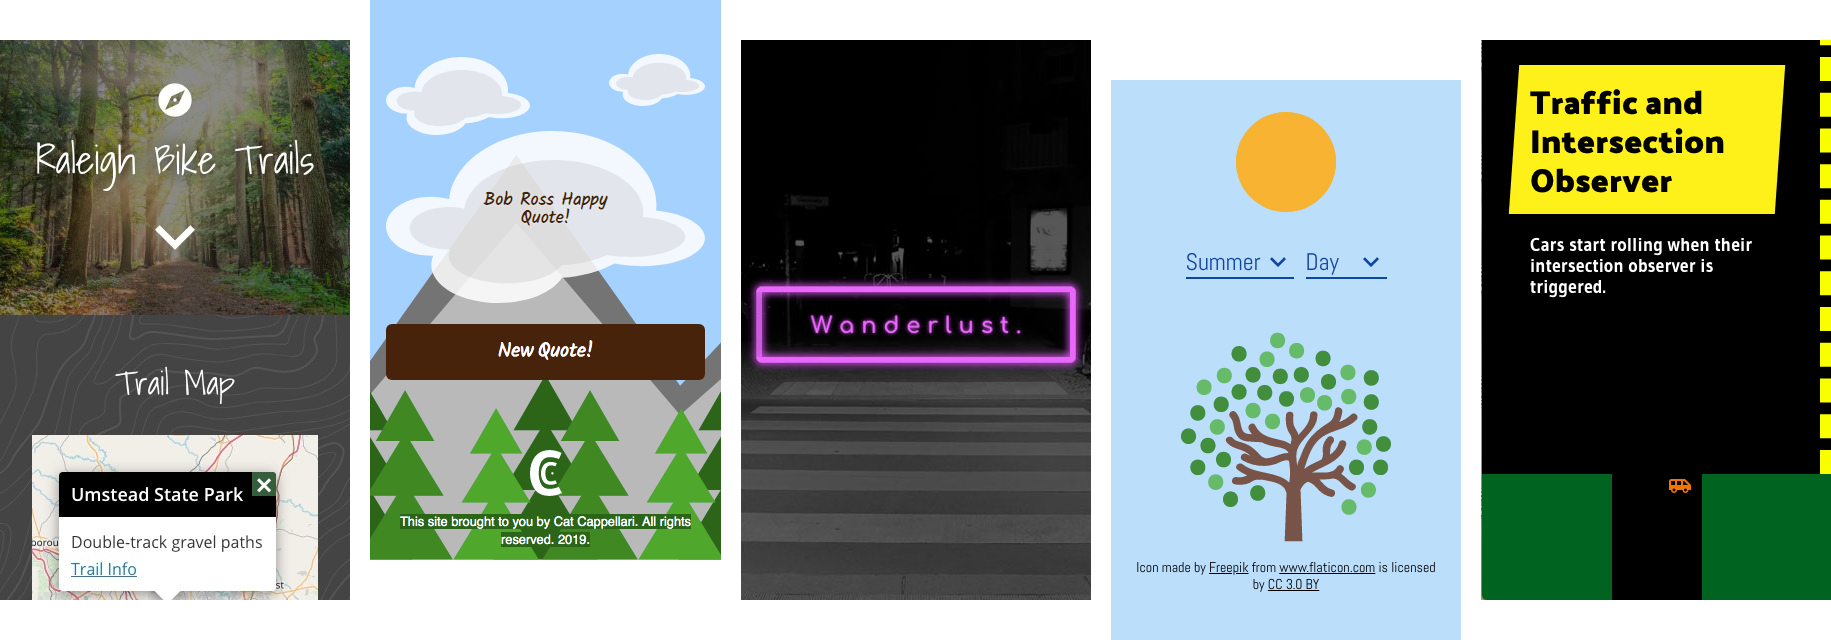 Raleigh Bike Trails
Trail Map
Umstead State Park
Double-track gravel paths
Trail Info
Bob Ross Happy
Quote!
New Quote!
This site brought to you by Cat Cappellari. All rights
reserved. 2019.
Wanderlust.
Summer
Day
Icon made by Freepik from www.flaticon.com is licensed
by CC 3.0 BY
Traffic and
Intersection
Observer
Cars start rolling when their
intersection observer is
triggered.